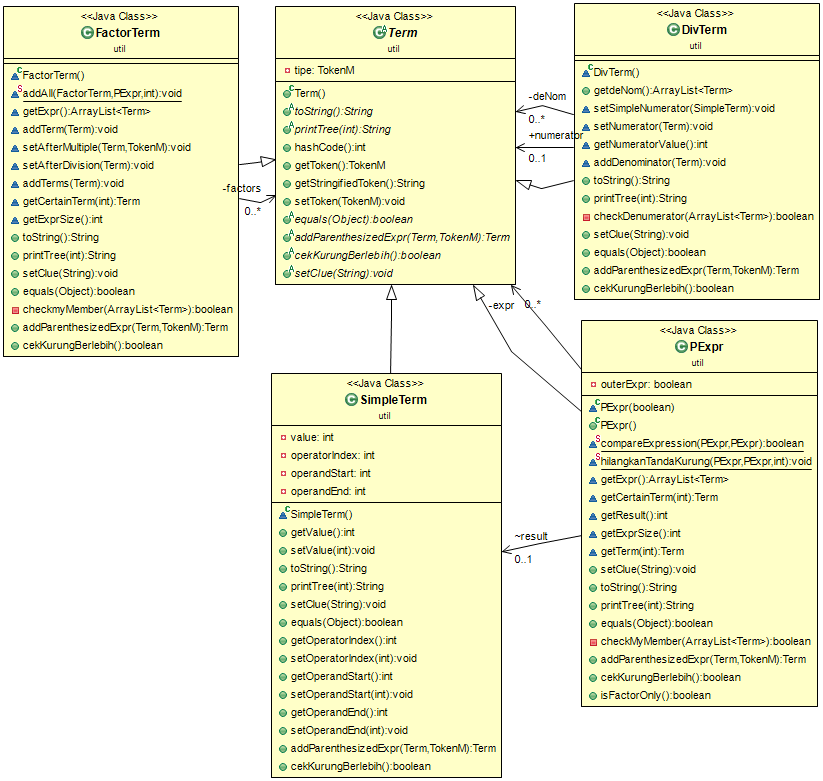 <<Java Class>>
FactorTerm
util
FactorTerm()
addAll(FactorTerm,PExpr,int):void
getExpr():ArrayList<Term>
addTerm(Term):void
setAfterMultiple(Term,TokenM):void
setAfterDivision(Term):void
addTerms(Term):void
getCertainTerm(int):Term
getExprSize():int
toString():String
printTree(int):String
setClue(String):void
equals(Object):boolean
checkmyMember(ArrayList<Term>):boolean
addParenthesizedExpr(Term,TokenM):Term
cekKurungBerlebih():boolean
-factors
0..*
<<Java Class>>
Term
util
tipe: TokenM
Term()
toString():String
printTree(int):String
hashCode():int
getToken():TokenM
getStringifiedToken():String
setToken(TokenM):void
equals(Object):boolean
addParenthesizedExpr(Term,TokenM):Term
cekKurungBerlebih():boolean
setClue(String):void
-deNom
0..*
+numerator
0..1
<<Java Class>>
DivTerm
util
DivTerm()
getdeNom():ArrayList<Term>
setSimpleNumerator(SimpleTerm):void
setNumerator(Term):void
getNumeratorValue():int
addDenominator(Term):void
toString():String
printTree(int):String
checkDenumerator(ArrayList<Term>):boolean
setClue(String):void
equals(Object):boolean
addParenthesizedExpr(Term,TokenM):Term
cekKurungBerlebih():boolean
-expr
0..*
<<Java Class>>
SimpleTerm
util
value: int
operatorIndex: int
operandStart: int
operandEnd: int
SimpleTerm()
getValue():int
setValue(int):void
toString():String
printTree(int):String
setClue(String):void
equals(Object):boolean
getOperatorIndex():int
setOperatorIndex(int):void
getOperandStart():int
setOperandStart(int):void
getOperandEnd():int
setOperandEnd(int):void
addParenthesizedExpr(Term,TokenM):Term
cekKurungBerlebih():boolean
~result
0..1
<<Java Class>>
PExpr
util
outerExpr: boolean
PExpr(boolean)
PExpr()
compareExpression(PExpr,PExpr):boolean
hilangkanTandaKurung(PExpr,PExpr,int):void
getExpr():ArrayList<Term>
getCertainTerm(int):Term
getResult():int
getExprSize():int
getTerm(int):Term
setClue(String):void
toString():String
printTree(int):String
equals(Object):boolean
checkMyMember(ArrayList<Term>):boolean
addParenthesizedExpr(Term,TokenM):Term
cekKurungBerlebih():boolean
isFactorOnly():boolean